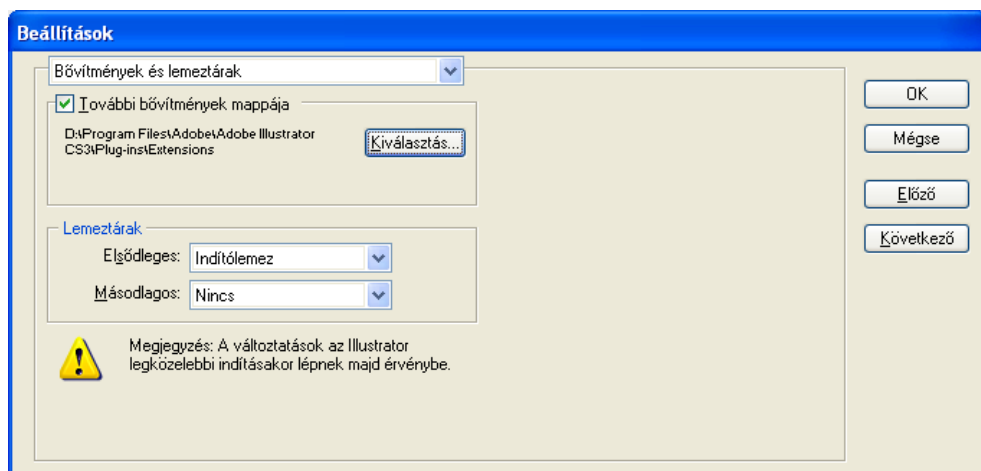 Beállítások
Bővítmények és lemeztárak
További bővítmények mappája
D:\Program Files\Adobe\Adobe Illustrator
CS3\Plug-ins\Extensions
Kiválasztás...
Lemeztárak
Elsődleges: Indítólemez
Másodlagos: Nincs
Megjegyzés: A változtatások az Illustrator
legközelebbi indításakor lépnek majd érvénybe.
OK
Mégse
Előző
Következő